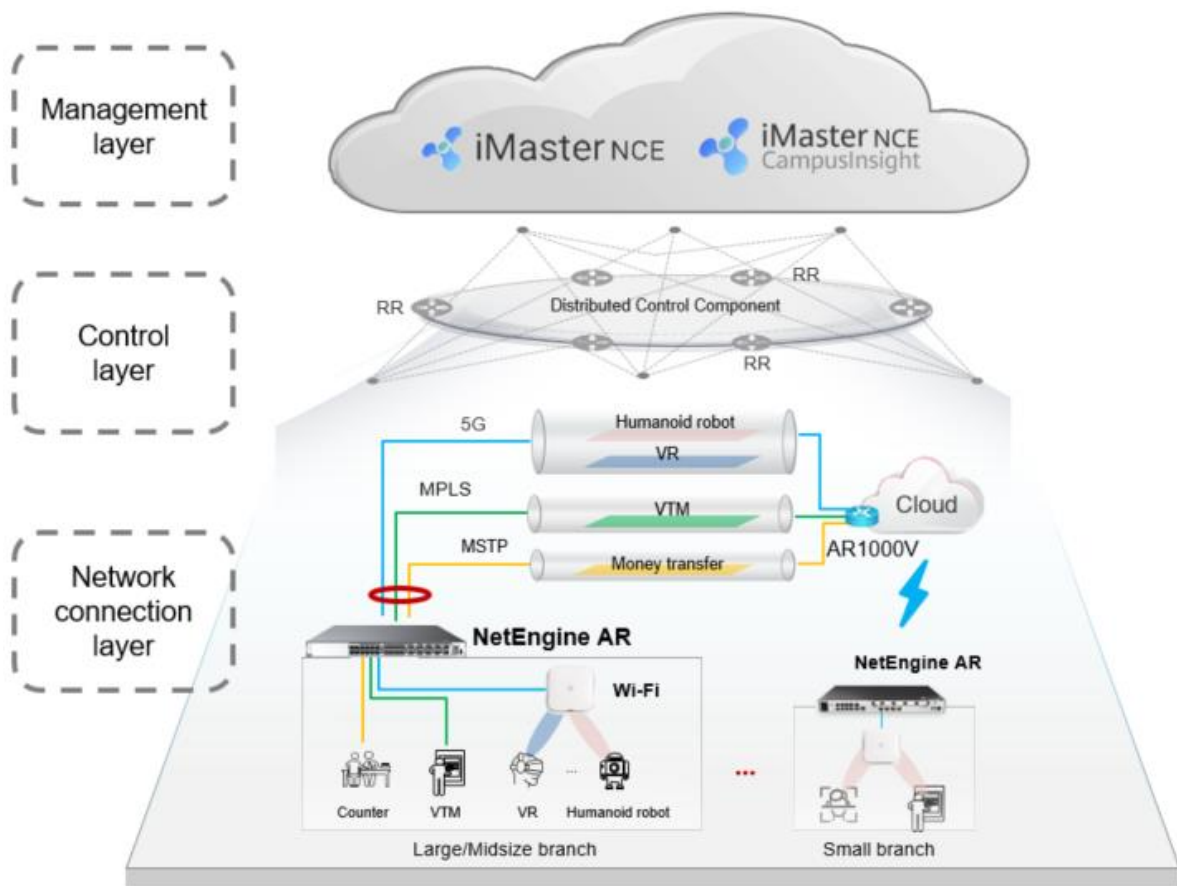 Management
layer
iMaster NCE
iMaster NCE
CampusInsight
Control
layer
RR
RR
Distributed Control Component
RR
5G
Humanoid robot
VR
MPLS
VTM
Cloud
MSTP
Money transfer
AR1000V
Network
connection
layer
NetEngine AR
Wi-Fi
NetEngine AR
Counter
VTM
VR
...
Humanoid robot
...
Large/Midsize branch
Small branch